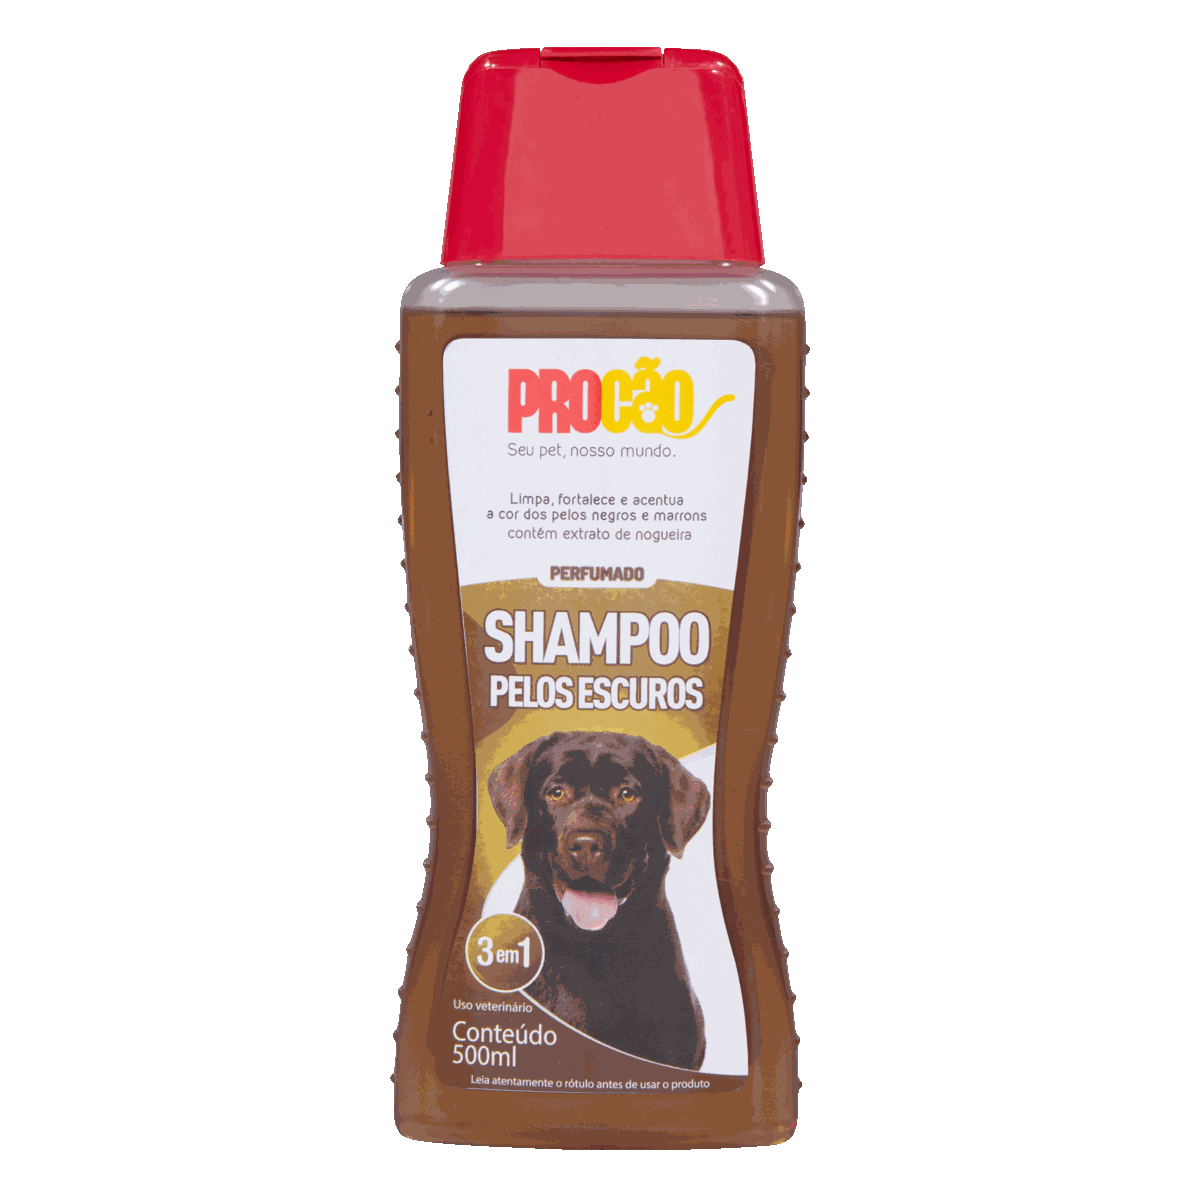 PROCÃO
Seu pet, nosso mundo.
Limpa, fortalece e acentua
a cor dos pelos negros e marrons
contém extrato de nogueira
PERFUMADO
SHAMPOO
PELOS ESCUROS
3 em 1
Uso veterinário
Conteúdo
500ml
Leia atentamente o rótulo antes de usar o produto